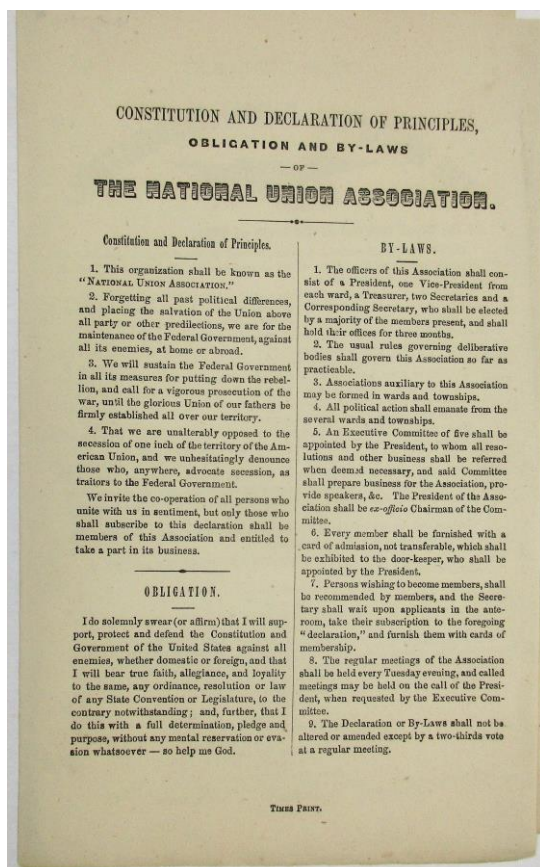 CONSTITUTION AND DECLARATION OF PRINCIPLES,
OBLIGATION AND BY-LAWS
— OF —
THE NATIONAL UNION ASSOCIATION.
Constitution and Declaration of Principles.
1. This organization shall be known as the
"NATIONAL UNION ASSOCIATION."
2. Forgetting all past political differences,
and placing the salvation of the Union above
all party or other predilections, we are for the
maintenance of the Federal Government, against
all its enemies, at home or abroad.
3. We will sustain the Federal Government
in all its measures for putting down the rebel-
lion, and call for a vigorous prosecution of the
war, until the glorious Union of our fathers be
firmly established all over our territory.
4. That we are unalterably opposed to the
secession of one inch of the territory of the Am-
erican Union, and we unhesitatingly denounce
those who, anywhere, advocate secession, as
traitors to the Federal Government.
We invite the co-operation of all persons who
unite with us in sentiment, but only those who
shall subscribe to this declaration shall be
members of this Association and entitled to
take a part in its business.
OBLIGATION.
I do solemnly swear (or affirm) that I will sup-
port, protect and defend the Constitution and
Government of the United States against all
enemies, whether domestic or foreign, and that
I will bear true faith, allegiance, and loyality
to the same, any ordinance, resolution or law
of any State Convention or Legislature, to the
contrary notwithstanding; and, further, that I
do this with a full determination, pledge and
purpose, without any mental reservation or eva-
sion whatsoever — so help me God.
BY-LAWS.
1. The officers of this Association shall con-
sist of a President, one Vice-President from
each ward, a Treasurer, two Secretaries and a
Corresponding Secretary, who shall be elected
by a majority of the members present, and shall
hold their offices for three months.
2. The usual rules governing deliberative
bodies shall govern this Association so far as
practicable.
3. Associations auxiliary to this Association
may be formed in wards and townships.
4. All political action shall emanate from the
several wards and townships.
5. An Executive Committee of five shall be
appointed by the President, to whom all reso-
lutions and other business shall be referred
when deemed necessary, and said Committee
shall prepare business for the Association, pro-
vide speakers, &c. The President of the Asso-
ciation shall be ex-officio Chairman of the Com-
mittee.
6. Every member shall be furnished with a
card of admission, not transferable, which shall
be exhibited to the door-keeper, who shall be
appointed by the President.
7. Persons wishing to become members, shall
be recommended by members, and the Secre-
tary shall wait upon applicants in the ante-
room, take their subscription to the foregoing
"declaration," and furnish them with cards of
membership.
8. The regular meetings of the Association
shall be held every Tuesday evening, and called
meetings may be held on the call of the Presi-
dent, when requested by the Executive Com-
mittee.
9. The Declaration or By-Laws shall not be
altered or amended except by a two-thirds vote
at a regular meeting.
TIMES PRINT.